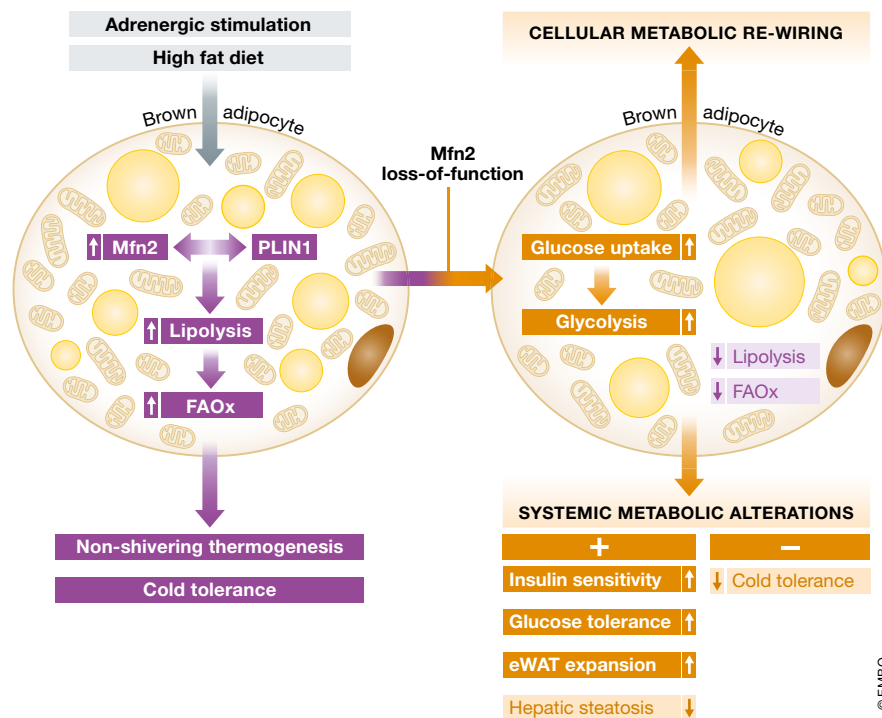 Adrenergic stimulation
High fat diet
Brown adipocyte
↑ Mfn2
PLIN1
↑ Lipolysis
↑ FAOx
Non-shivering thermogenesis
Cold tolerance
Mfn2
loss-of-function
CELLULAR METABOLIC RE-WIRING
Brown adipocyte
Glucose uptake ↑
Glycolysis ↑
↓ Lipolysis
↓ FAOx
SYSTEMIC METABOLIC ALTERATIONS
+
Insulin sensitivity ↑
Glucose tolerance ↑
eWAT expansion ↑
Hepatic steatosis ↓
−
↓ Cold tolerance
© EMBO